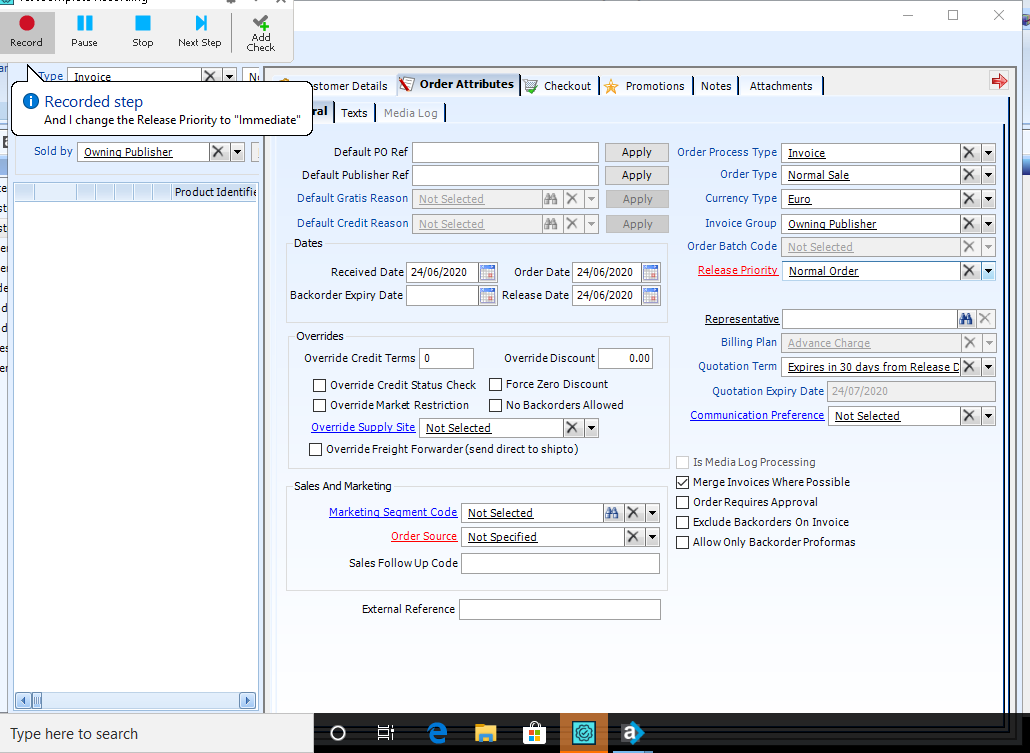 Record
Pause
Stop
Next Step
Add
Check
Type
Invoice
Recorded step
And I change the Release Priority to "Immediate"
Sold by
Owning Publisher
Product Identifie
stomer Details
Order Attributes
Checkout
Promotions
Notes
Attachments
Texts
Media Log
Default PO Ref
Apply
Order Process Type
Invoice
Default Publisher Ref
Apply
Order Type
Normal Sale
Default Gratis Reason
Not Selected
Apply
Currency Type
Euro
Default Credit Reason
Not Selected
Apply
Invoice Group
Owning Publisher
Dates
Order Batch Code
Not Selected
Received Date
24/06/2020
Order Date
24/06/2020
Release Priority
Normal Order
Backorder Expiry Date
Release Date
24/06/2020
Representative
Overrides
Billing Plan
Advance Charge
Override Credit Terms
0
Override Discount
0.00
Quotation Term
Expires in 30 days from Release D
Override Credit Status Check
Force Zero Discount
Quotation Expiry Date
24/07/2020
Override Market Restriction
No Backorders Allowed
Communication Preference
Not Selected
Override Supply Site
Not Selected
Override Freight Forwarder (send direct to shipto)
Is Media Log Processing
Merge Invoices Where Possible
Order Requires Approval
Exclude Backorders On Invoice
Allow Only Backorder Proformas
Sales And Marketing
Marketing Segment Code
Not Selected
Order Source
Not Specified
Sales Follow Up Code
External Reference
Type here to search